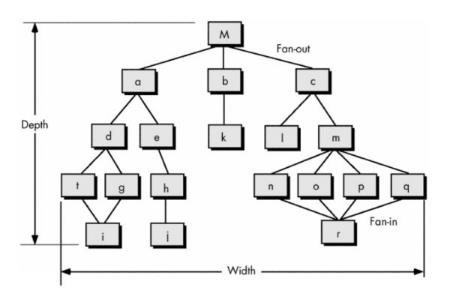 M
Fan-out
a b c
Depth
d e k l m
t g h n o p q
Fan-in
i j r
Width